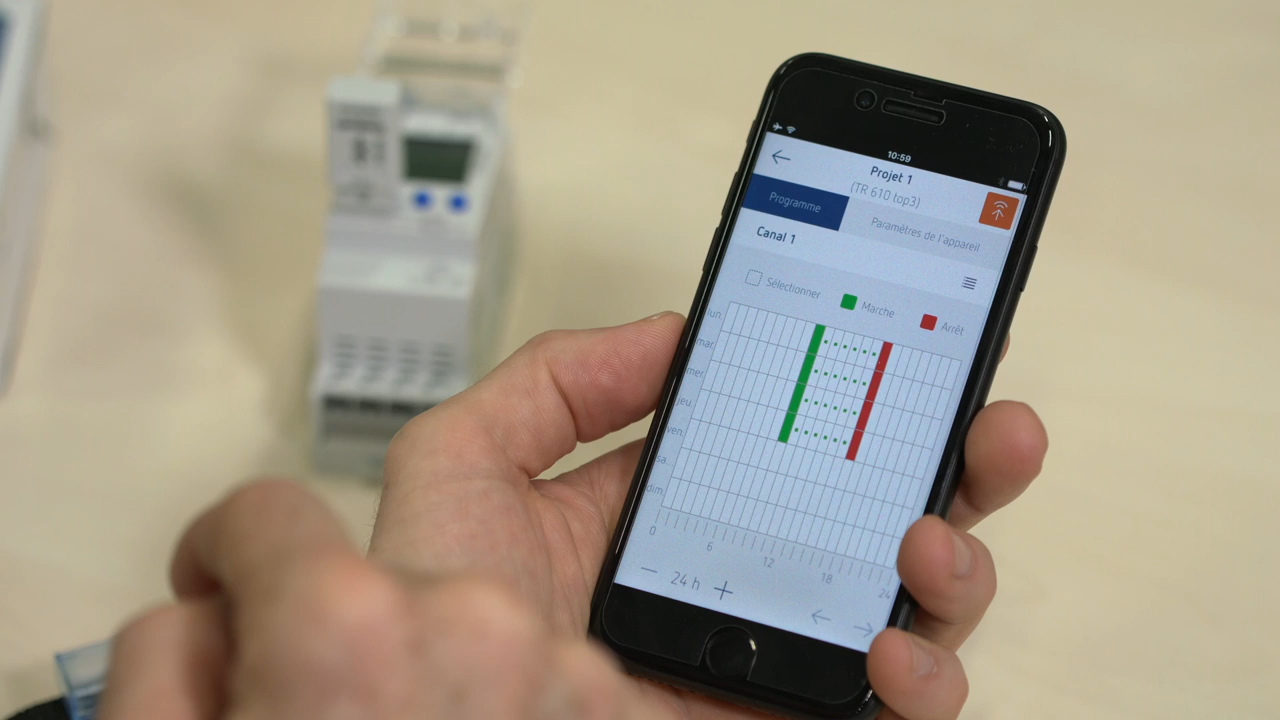 10:59
Projet 1
(TR 610 top3)
Programme
Paramètres de l'appareil
Canal 1
Sélectionner
Marche
Arrêt
lun.
mar.
mer.
jeu.
ven.
sa.
dim.
0 6 12 18 24
— 24 h +